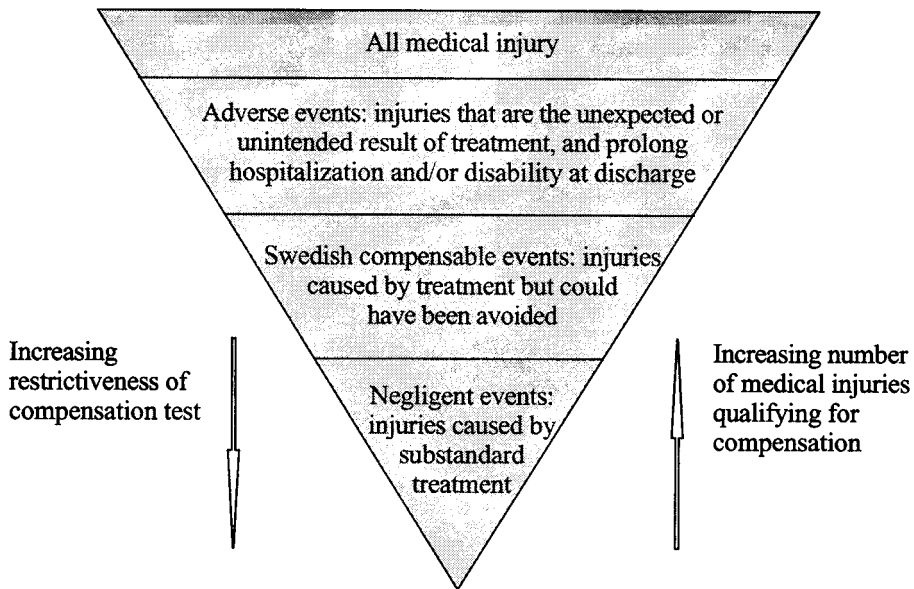 All medical injury
Adverse events: injuries that are the unexpected or
unintended result of treatment, and prolong
hospitalization and/or disability at discharge
Swedish compensable events: injuries
caused by treatment but could
have been avoided
Increasing
restrictiveness of
compensation test
Negligent events:
injuries caused by
substandard
treatment
Increasing number
of medical injuries
qualifying for
compensation